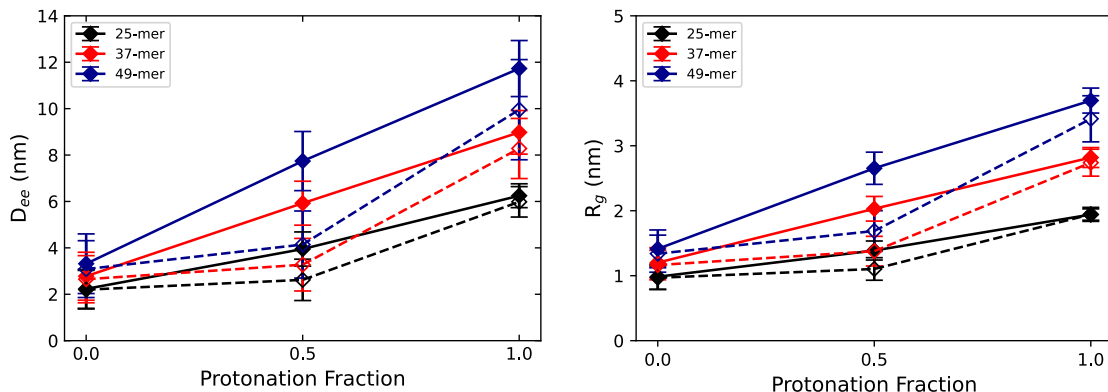 14
12
10
8
6
4
2
0
D_ee (nm)
25-mer
37-mer
49-mer
0.0 0.5 1.0
Protonation Fraction
5
4
3
2
1
0
R_g (nm)
25-mer
37-mer
49-mer
0.0 0.5 1.0
Protonation Fraction